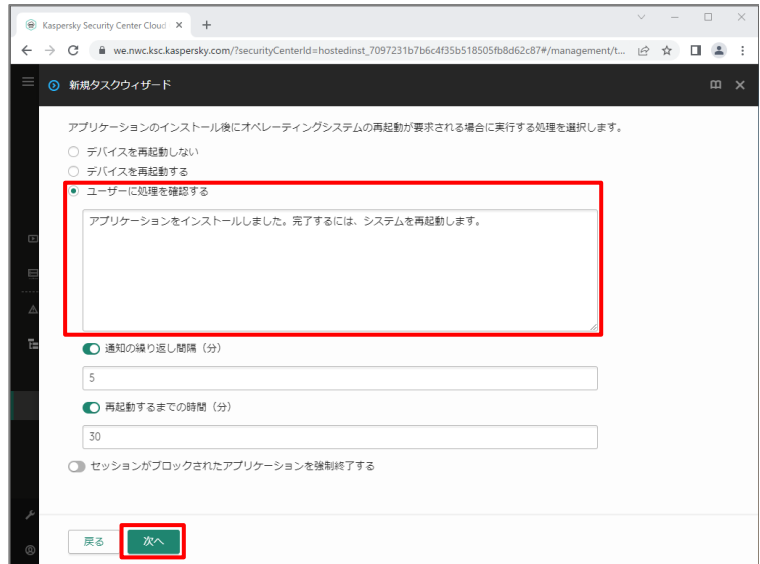 Kaspersky Security Center Cloud
we.nwc.ksc.kaspersky.com/?securityCenterId=hostedinst_7097231b7b6c4f35b518505fb8d62c87#/management/t...
新規タスクウィザード
アプリケーションのインストール後にオペレーティングシステムの再起動が要求される場合に実行する処理を選択します。
デバイスを再起動しない
デバイスを再起動する
ユーザーに処理を確認する
アプリケーションをインストールしました。完了するには、システムを再起動します。
通知の繰り返し間隔（分）
5
再起動するまでの時間（分）
30
セッションがブロックされたアプリケーションを強制終了する
戻る
次へ